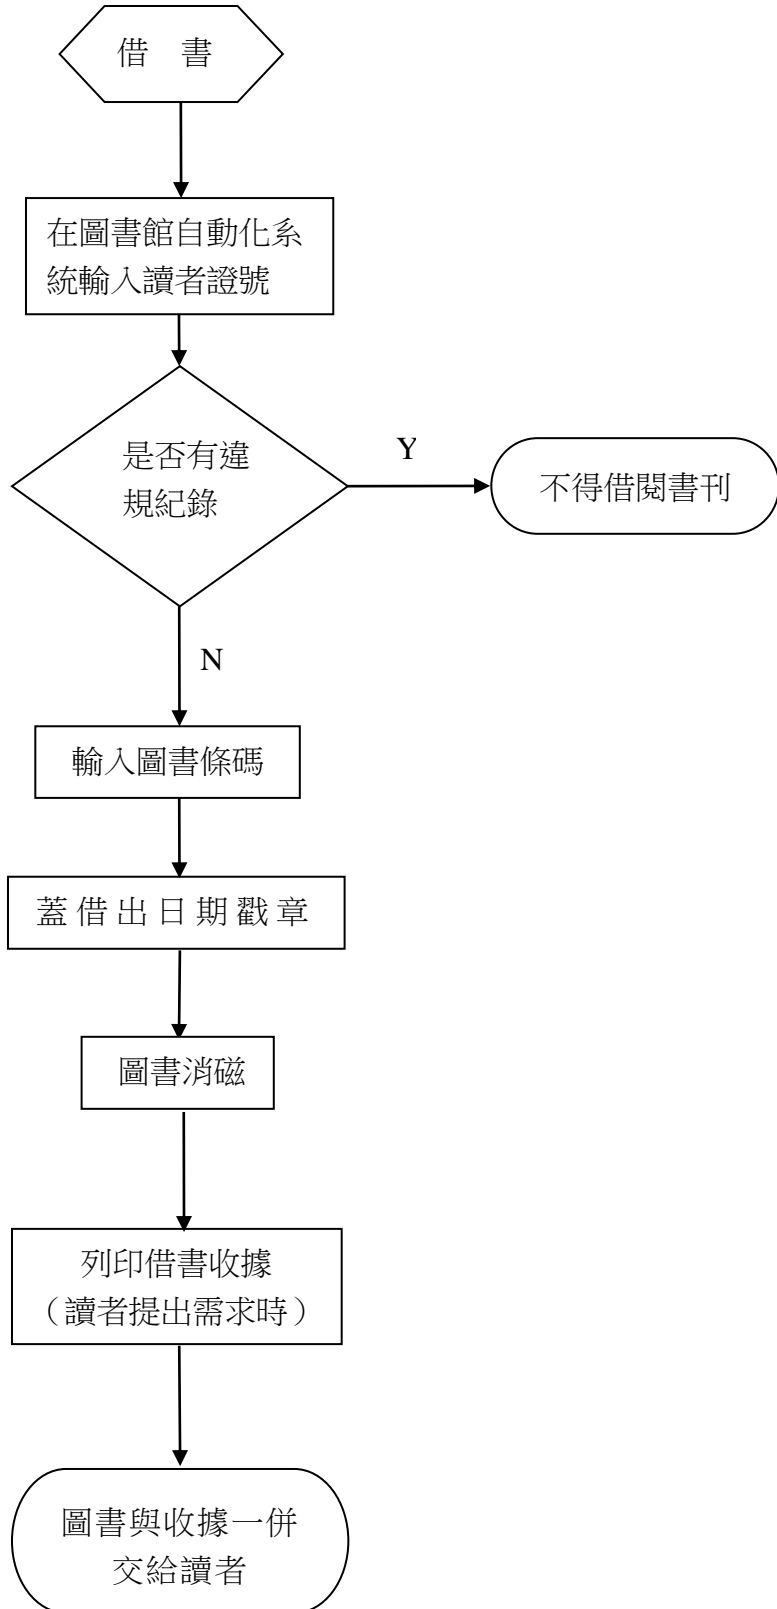 借　書
在圖書館自動化系
統輸入讀者證號
是否有違
規紀錄
Y
不得借閱書刊
N
輸入圖書條碼
蓋借出日期戳章
圖書消磁
列印借書收據
（讀者提出需求時）
圖書與收據一併
交給讀者